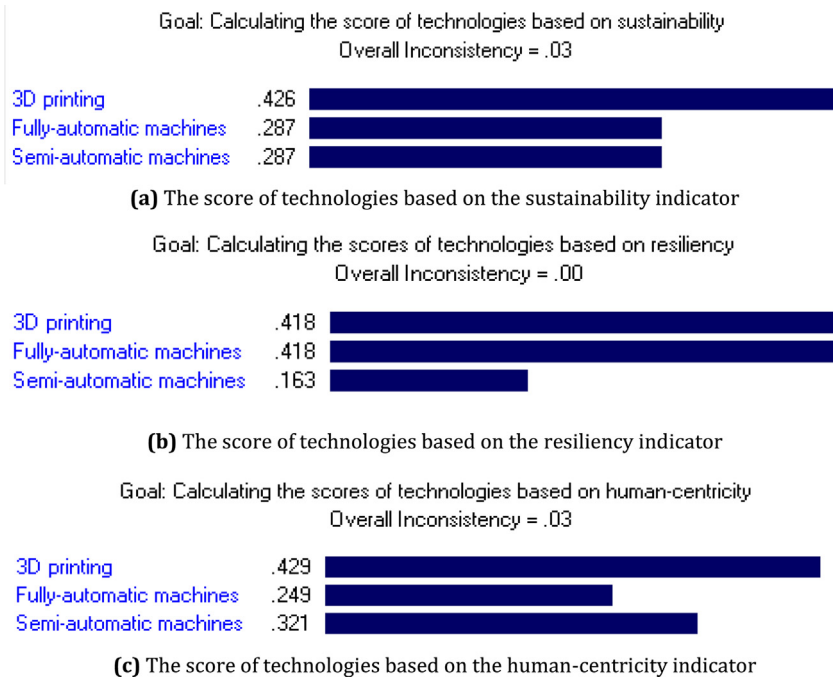 Goal: Calculating the score of technologies based on sustainability
Overall Inconsistency = .03
3D printing .426
Fully-automatic machines .287
Semi-automatic machines .287
(a) The score of technologies based on the sustainability indicator
Goal: Calculating the scores of technologies based on resiliency
Overall Inconsistency = .00
3D printing .418
Fully-automatic machines .418
Semi-automatic machines .163
(b) The score of technologies based on the resiliency indicator
Goal: Calculating the scores of technologies based on human-centricity
Overall Inconsistency = .03
3D printing .429
Fully-automatic machines .249
Semi-automatic machines .321
(c) The score of technologies based on the human-centricity indicator